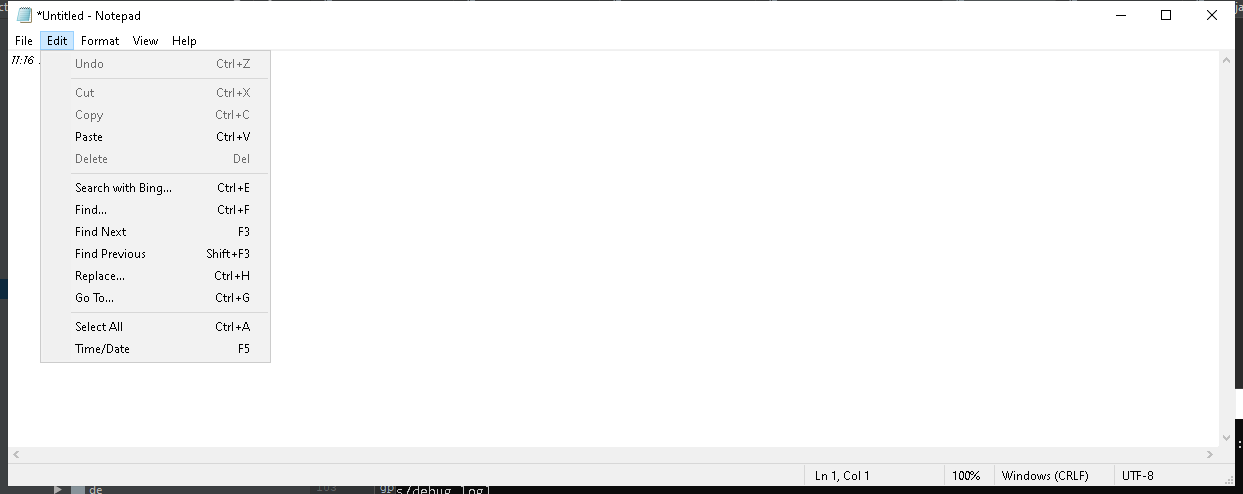 *Untitled - Notepad
File Edit Format View Help
11:16
Undo Ctrl+Z
Cut Ctrl+X
Copy Ctrl+C
Paste Ctrl+V
Delete Del
Search with Bing... Ctrl+E
Find... Ctrl+F
Find Next F3
Find Previous Shift+F3
Replace... Ctrl+H
Go To... Ctrl+G
Select All Ctrl+A
Time/Date F5
Ln 1, Col 1 100% Windows (CRLF) UTF-8
de
s/debug.log]